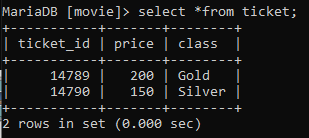 MariaDB [movie]> select *from ticket;
+-----------+-------+--------+
| ticket_id | price | class  |
+-----------+-------+--------+
|     14789 |   200 | Gold   |
|     14790 |   150 | Silver |
+-----------+-------+--------+
2 rows in set (0.000 sec)